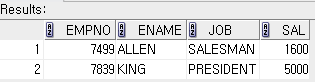 Results:
EMPNO ENAME JOB SAL
1 7499 ALLEN SALESMAN 1600
2 7839 KING PRESIDENT 5000